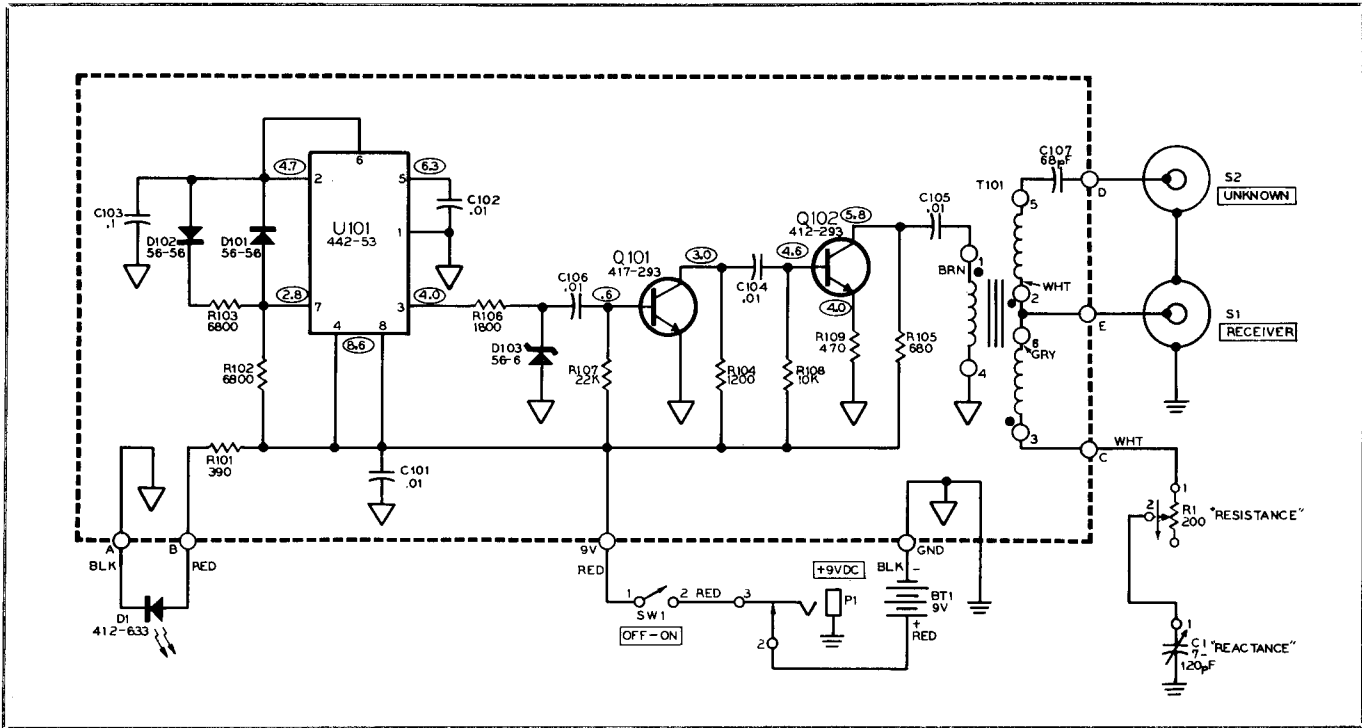 C107
68pF
T101
5
D
S2
UNKNOWN
6
4.7
2
6.3
5
C102
.01
C103
.1
D102
56-56
D101
56-56
U101
442-53
1
Q101
417-293
Q102
412-293
5.8
C105
.01
1
BRN
WHT
2
E
S1
RECEIVER
R103
6800
2.8
7
4.0
3
R106
1800
C106
.01
.6
3.0
C104
.01
4.6
4.0
6
GRY
4
8
8.6
D103
56-6
R107
22K
R104
1200
R108
10K
R109
470
R105
680
4
R102
6800
3
WHT
C
R101
390
C101
.01
1
2
R1
200
"RESISTANCE"
A
BLK
B
RED
9V
RED
GND
BLK
-
+9VDC
P1
BT1
9V
+
RED
1
2
RED
3
SW1
OFF-ON
2
D1
412-633
1
C1
7-
120pF
"REACTANCE"